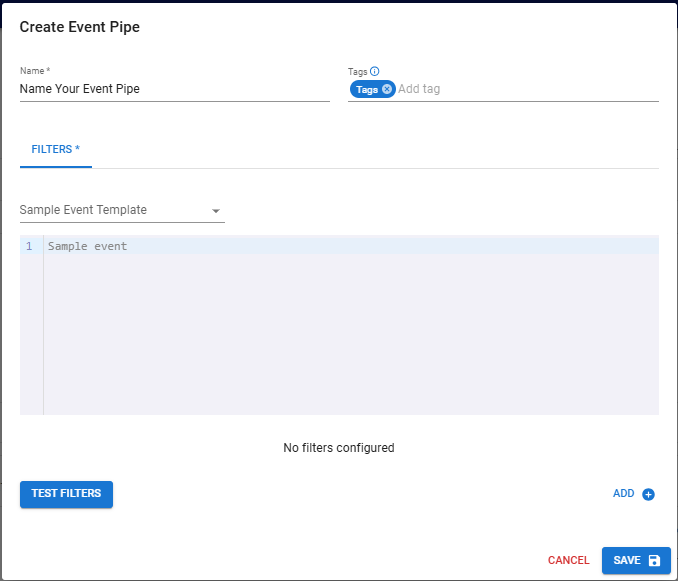 Create Event Pipe
Name *
Tags
Name Your Event Pipe
Tags Add tag
FILTERS *
Sample Event Template
1 Sample event
No filters configured
TEST FILTERS
ADD
CANCEL
SAVE